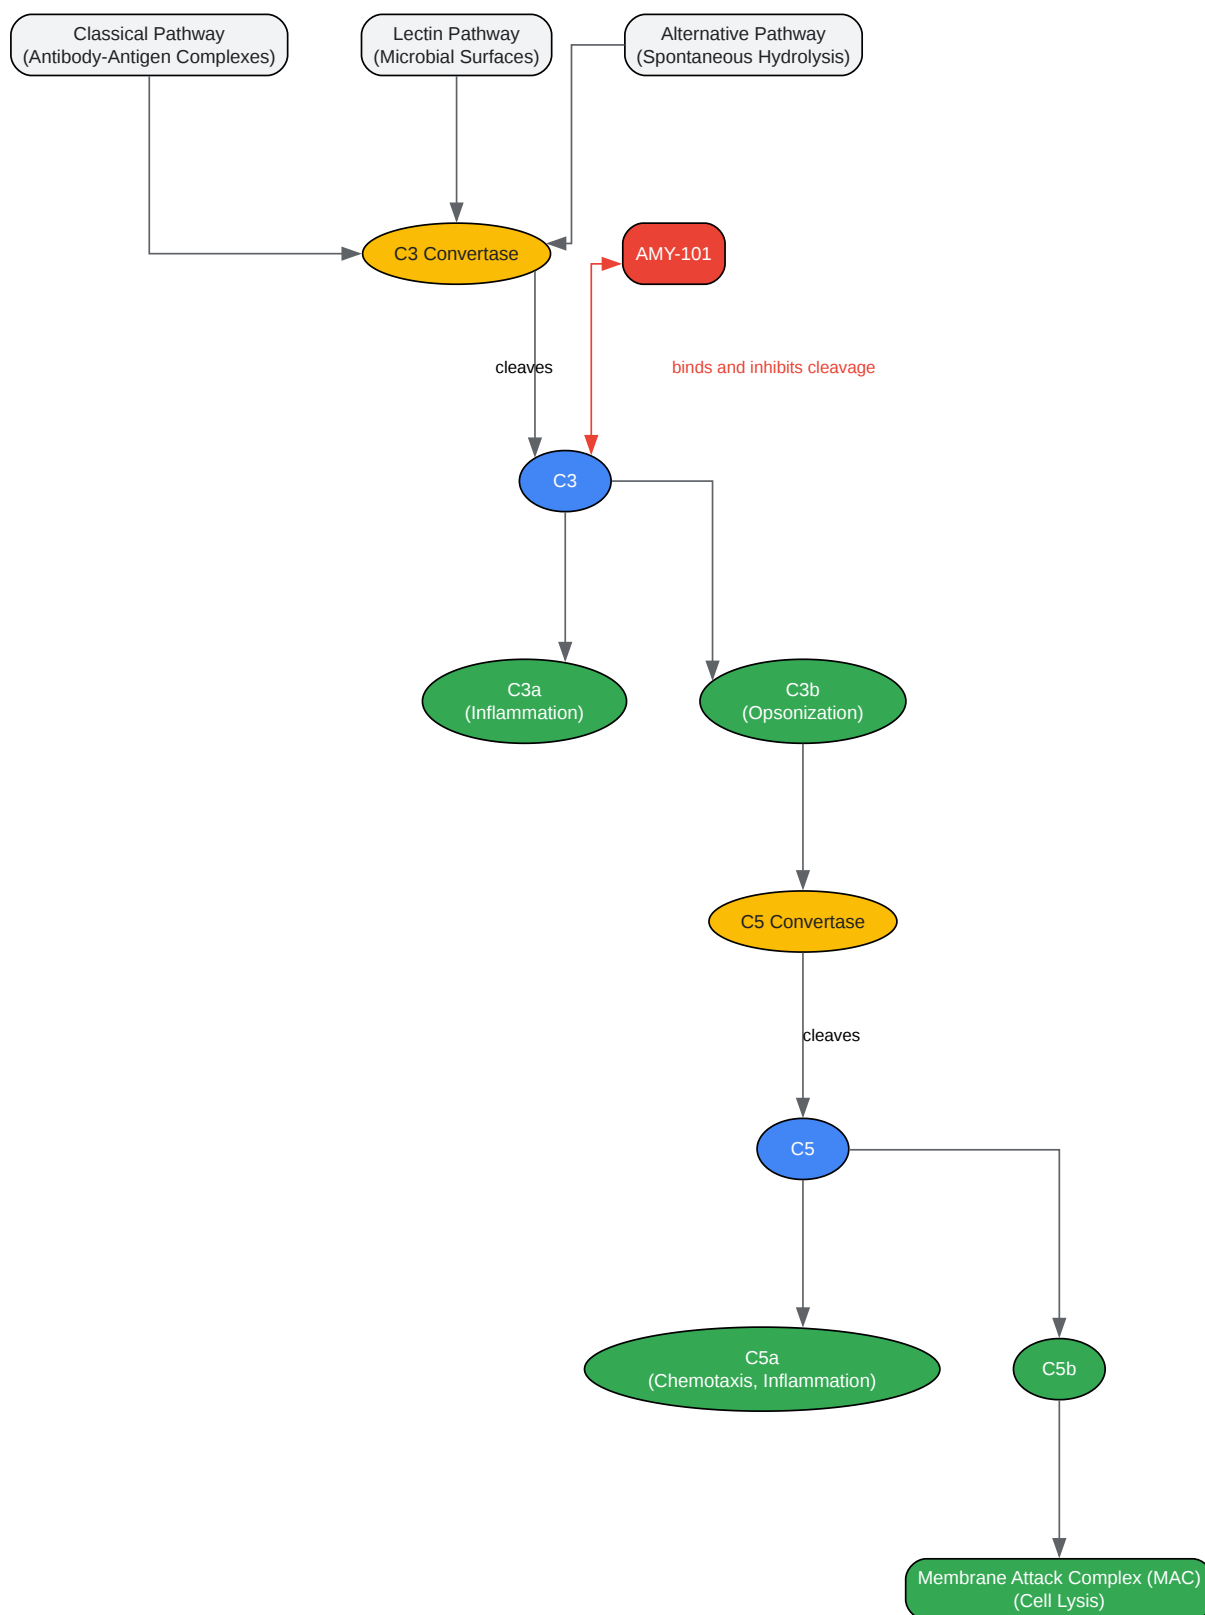 Classical Pathway
(Antibody-Antigen Complexes)
Lectin Pathway
(Microbial Surfaces)
Alternative Pathway
(Spontaneous Hydrolysis)
C3 Convertase
AMY-101
cleaves
binds and inhibits cleavage
C3
C3a
(Inflammation)
C3b
(Opsonization)
C5 Convertase
cleaves
C5
C5a
(Chemotaxis, Inflammation)
C5b
Membrane Attack Complex (MAC)
(Cell Lysis)